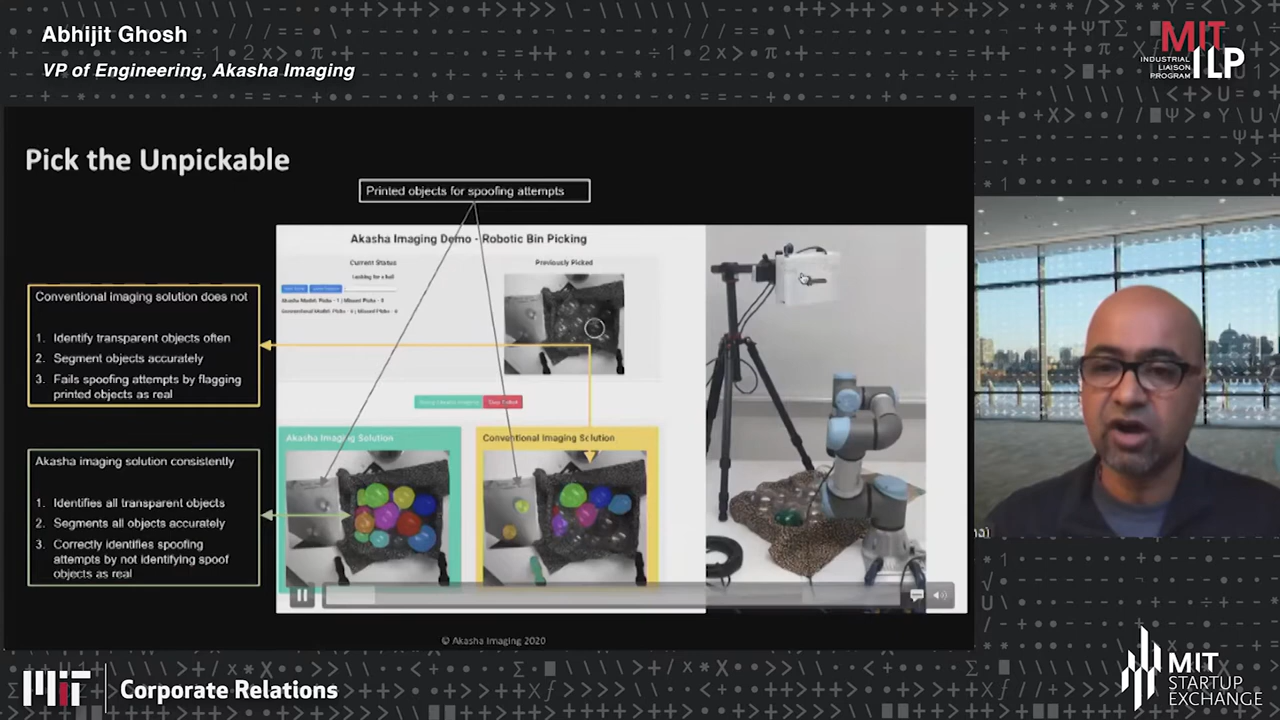 Abhijit Ghosh
VP of Engineering, Akasha Imaging
MIT
INDUSTRIAL
LIAISON
PROGRAM
ILP
Pick the Unpickable
Printed objects for spoofing attempts
Akasha Imaging Demo - Robotic Bin Picking
Current Status
Previously Picked
Looking for a ball
Conventional imaging solution does not
1. Identify transparent objects often
2. Segment objects accurately
3. Fails spoofing attempts by flagging
printed objects as real
Akasha Imaging Solution
Conventional Imaging Solution
Akasha imaging solution consistently
1. Identifies all transparent objects
2. Segments all objects accurately
3. Correctly identifies spoofing
attempts by not identifying spoof
objects as real
© Akasha Imaging 2020
MIT
Corporate Relations
MIT
STARTUP
EXCHANGE